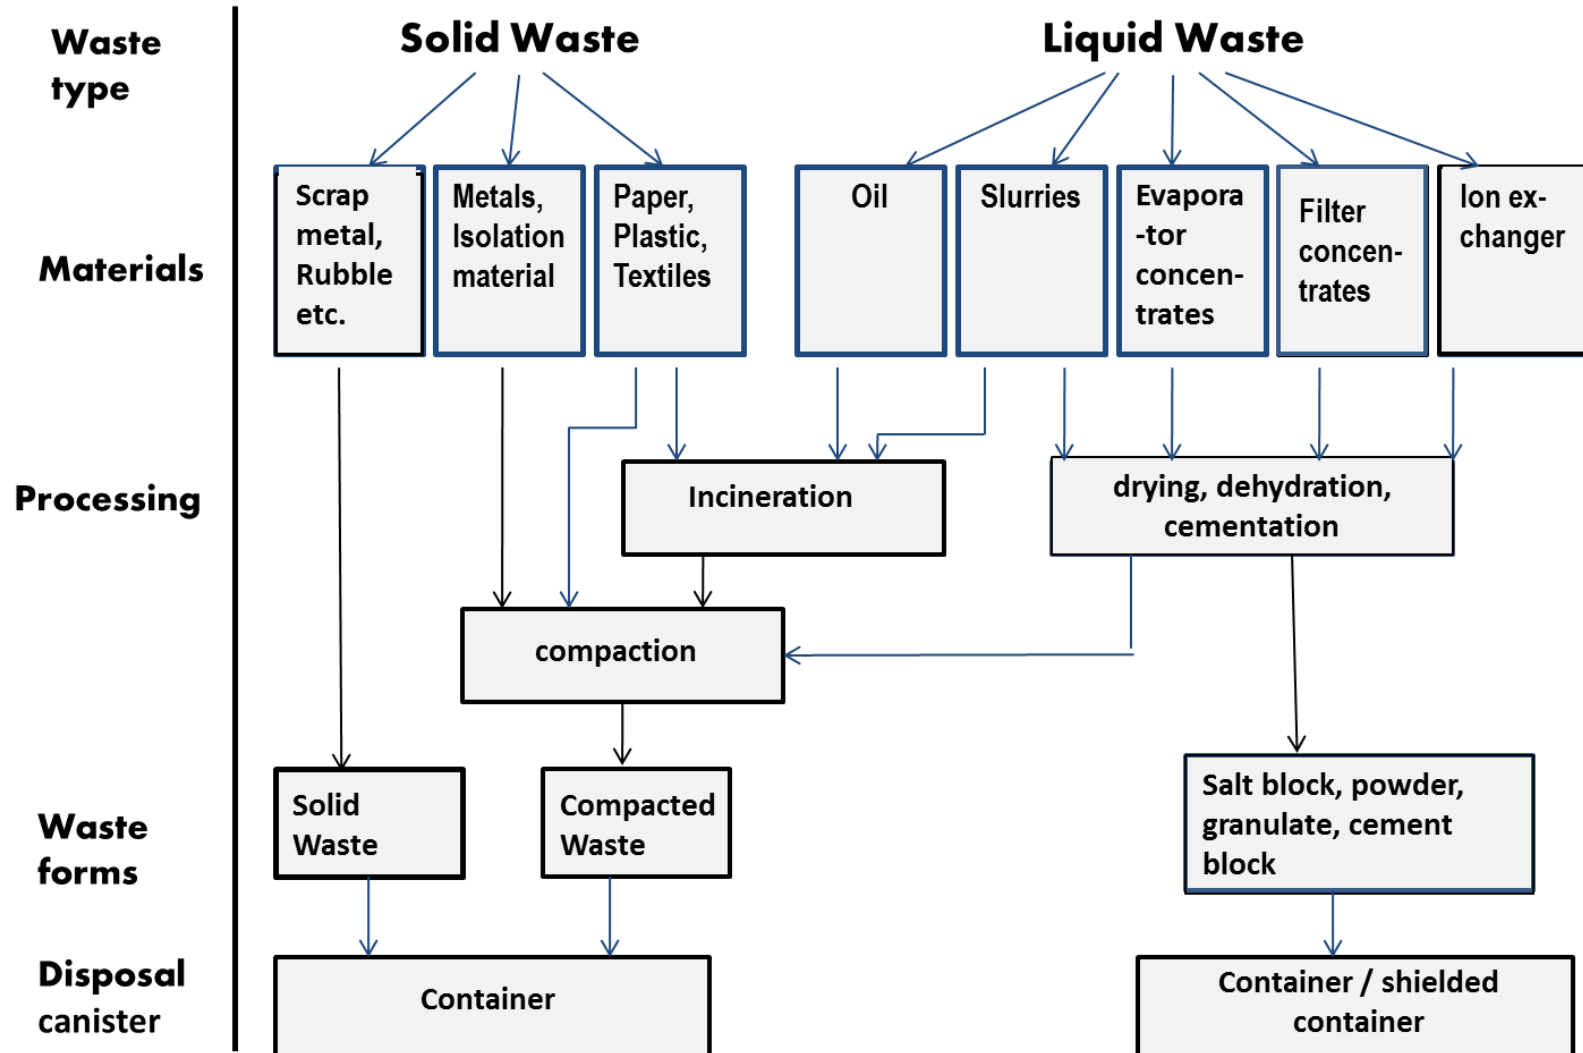 Waste
type
Solid Waste
Liquid Waste
Materials
Scrap
metal,
Rubble
etc.
Metals,
Isolation
material
Paper,
Plastic,
Textiles
Oil
Slurries
Evapora
-tor
concen-
trates
Filter
concen-
trates
Ion ex-
changer
Processing
Incineration
drying, dehydration,
cementation
compaction
Waste
forms
Solid
Waste
Compacted
Waste
Salt block, powder,
granulate, cement
block
Disposal
canister
Container
Container / shielded
container